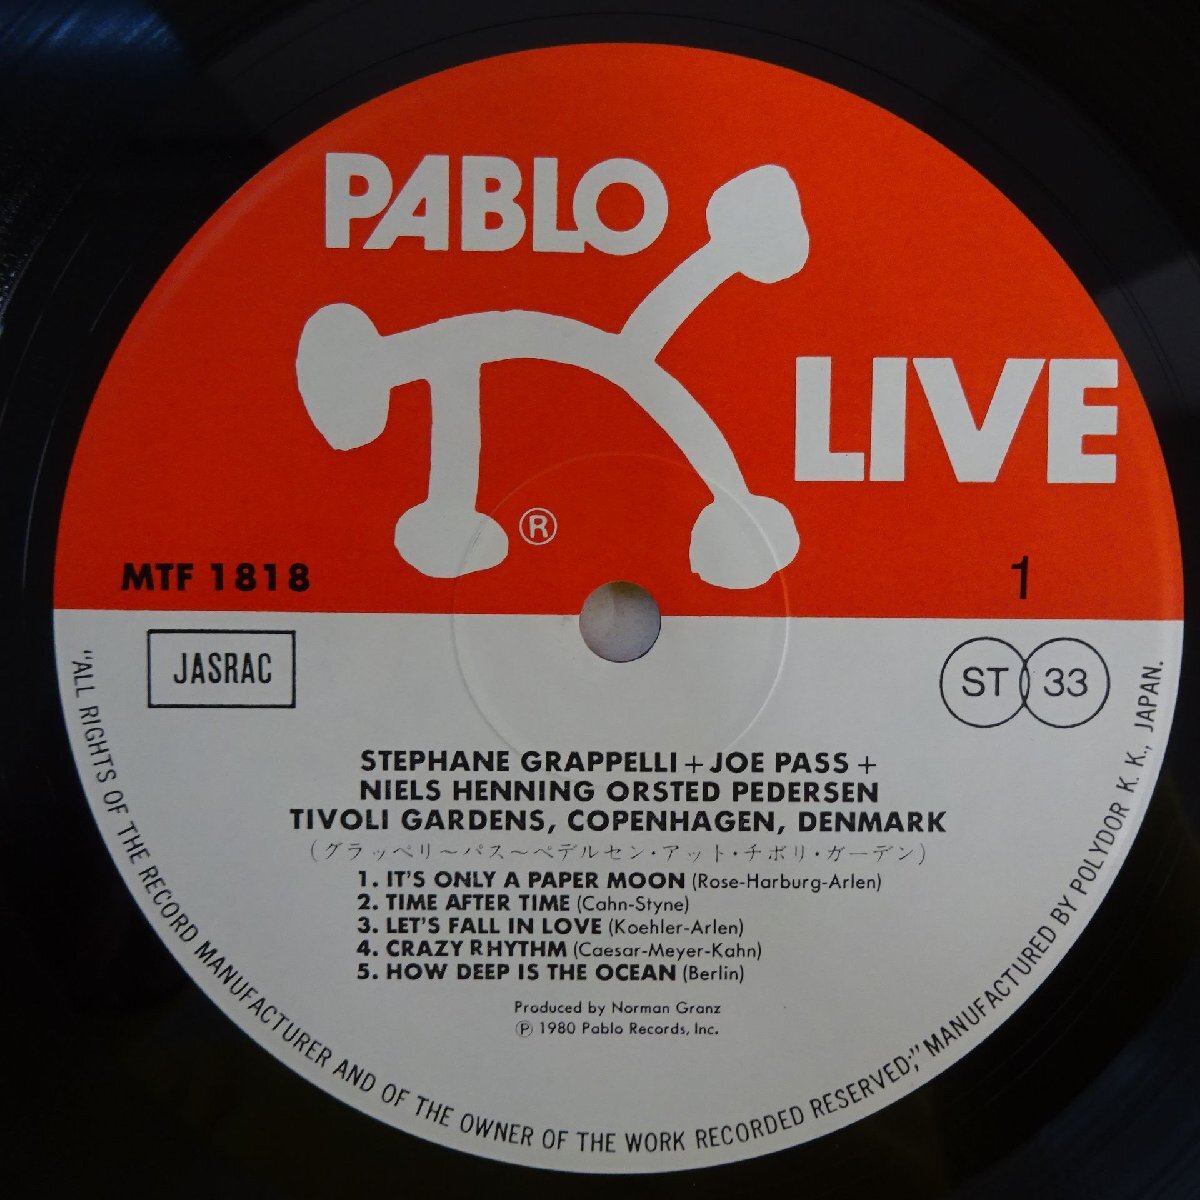 PABLO
LIVE
®
MTF 1818
1
JASRAC
ST 33
STEPHANE GRAPPELLI + JOE PASS +
NIELS HENNING ORSTED PEDERSEN
TIVOLI GARDENS, COPENHAGEN, DENMARK
(グラッペリ〜パス〜ペデルセン・アット・チボリ・ガーデン)
1. IT'S ONLY A PAPER MOON (Rose-Harburg-Arlen)
2. TIME AFTER TIME (Cahn-Styne)
3. LET'S FALL IN LOVE (Koehler-Arlen)
4. CRAZY RHYTHM (Caesar-Meyer-Kahn)
5. HOW DEEP IS THE OCEAN (Berlin)
Produced by Norman Granz
℗ 1980 Pablo Records, Inc.
"ALL RIGHTS OF THE RECORD MANUFACTURER AND OF THE OWNER OF THE WORK RECORDED RESERVED;" MANUFACTURED BY POLYDOR K. K., JAPAN.